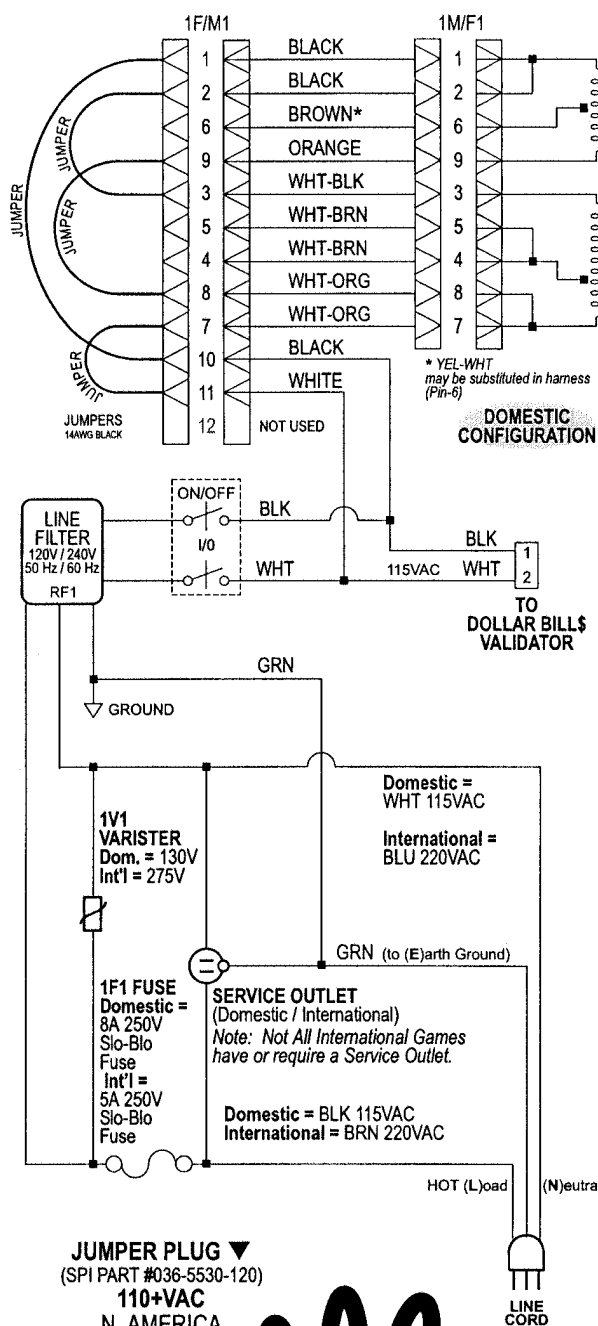 1F/M1
1M/F1
1 BLACK 1
2 BLACK 2
6 BROWN* 6
9 ORANGE 9
3 WHT-BLK 3
5 WHT-BRN 5
4 WHT-BRN 4
8 WHT-ORG 8
7 WHT-ORG 7
10 BLACK
11 WHITE
12 NOT USED
JUMPER
JUMPER
JUMPER
JUMPER
JUMPERS
14AWG BLACK
* YEL-WHT
may be substituted in harness
(Pin-6)
DOMESTIC
CONFIGURATION
LINE
FILTER
120V / 240V
50 Hz / 60 Hz
RF1
ON/OFF
I/0
BLK
WHT
115VAC
BLK 1
WHT 2
TO
DOLLAR BILL$
VALIDATOR
GRN
GROUND
Domestic =
WHT 115VAC
International =
BLU 220VAC
1V1
VARISTER
Dom. = 130V
Int'l = 275V
GRN (to (E)arth Ground)
1F1 FUSE
Domestic =
8A 250V
Slo-Blo
Fuse
Int'l =
5A 250V
Slo-Blo
Fuse
SERVICE OUTLET
(Domestic / International)
Note: Not All International Games
have or require a Service Outlet.
Domestic = BLK 115VAC
International = BRN 220VAC
HOT (L)oad
(N)eutra
LINE
CORD
JUMPER PLUG ▼
(SPI PART #036-5530-120)
110+VAC
N. AMERICA